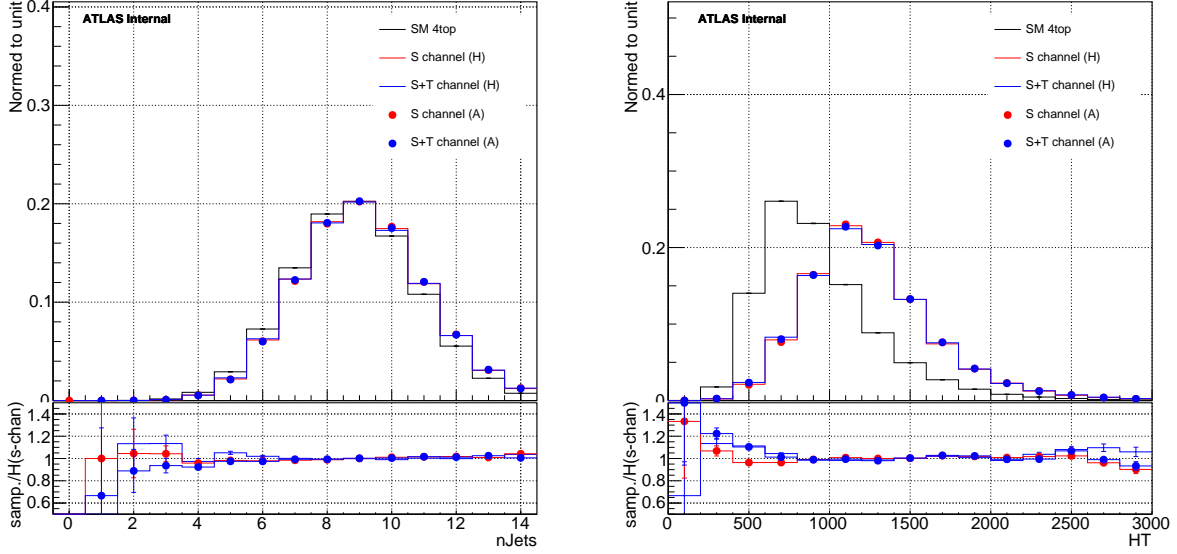 Normed to unit
0.4
0.3
0.2
0.1
0
ATLAS Internal
SM 4top
S channel (H)
S+T channel (H)
S channel (A)
S+T channel (A)
samp./H(s-chan)
1.4
1.2
1
0.8
0.6
0 2 4 6 8 10 12 14
nJets
Normed to unit
0.4
0.2
0
ATLAS Internal
SM 4top
S channel (H)
S+T channel (H)
S channel (A)
S+T channel (A)
samp./H(s-chan)
1.4
1.2
1
0.8
0.6
0 500 1000 1500 2000 2500 3000
HT